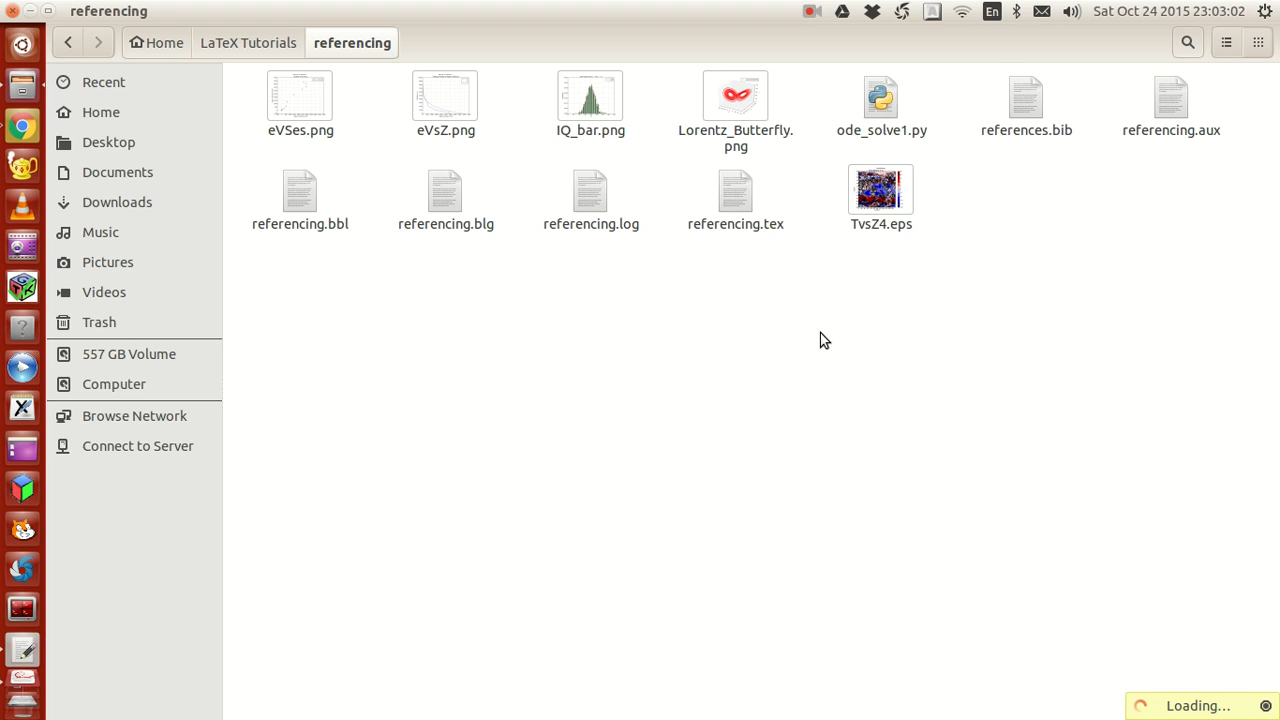 referencing
En
Sat Oct 24 2015 23:03:02
Home
LaTeX Tutorials
referencing
Recent
Home
Desktop
Documents
Downloads
Music
Pictures
Videos
Trash
557 GB Volume
Computer
Browse Network
Connect to Server
eVSes.png
eVsZ.png
IQ_bar.png
Lorentz_Butterfly.
png
ode_solve1.py
references.bib
referencing.aux
referencing.bbl
referencing.blg
referencing.log
referencing.tex
TvsZ4.eps
Loading...